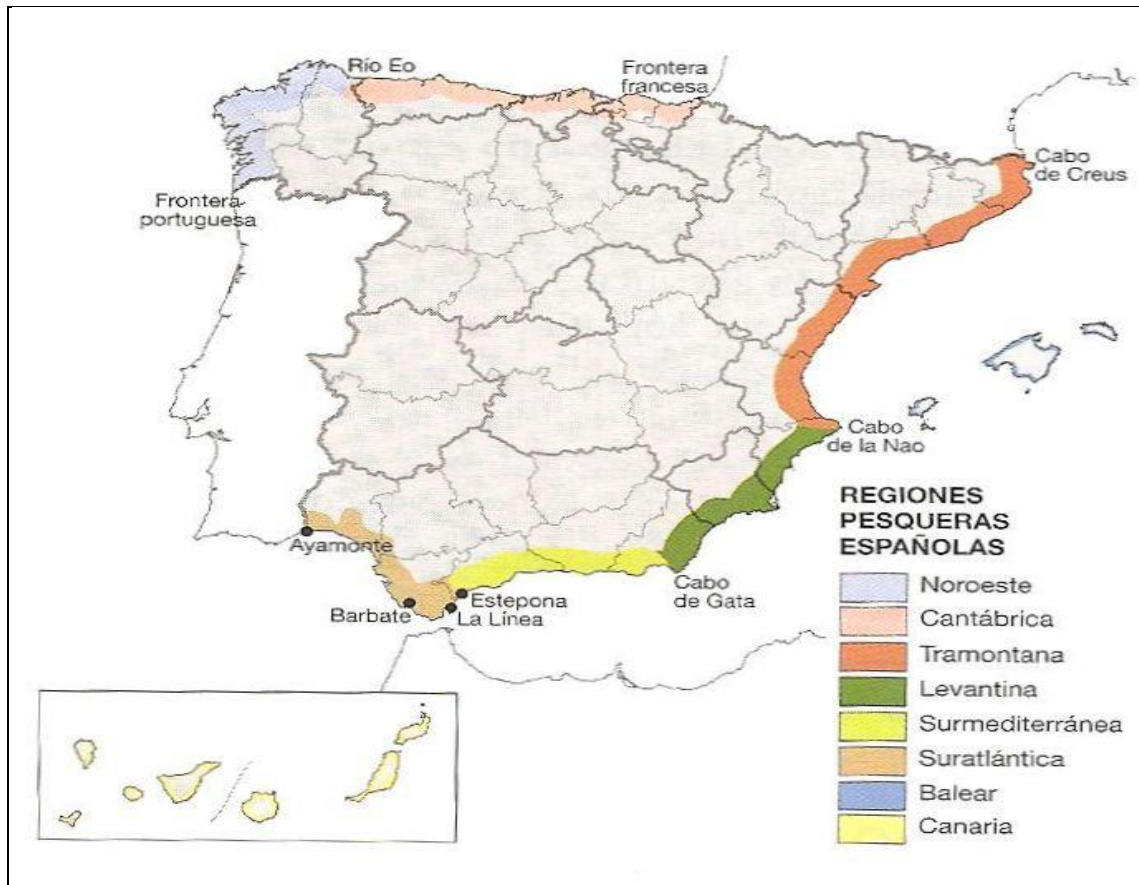 Río Eo
Frontera
francesa
Cabo
de Creus
Frontera
portuguesa
Cabo
de la Nao
REGIONES
PESQUERAS
ESPAÑOLAS
Ayamonte
Noroeste
Cabo
de Gata
Estepona
Barbate
La Línea
Cantábrica
Tramontana
Levantina
Surmediterránea
Suratlántica
Balear
Canaria